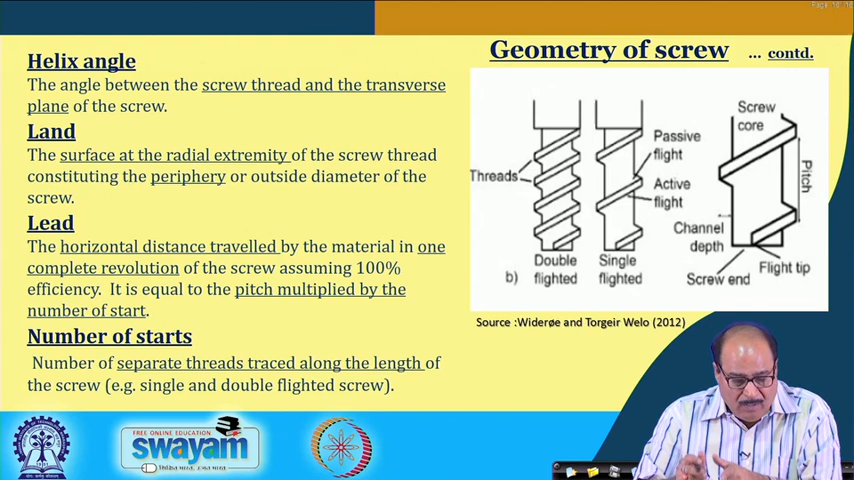 Helix angle
The angle between the screw thread and the transverse
plane of the screw.
Land
The surface at the radial extremity of the screw thread
constituting the periphery or outside diameter of the
screw.
Lead
The horizontal distance travelled by the material in one
complete revolution of the screw assuming 100%
efficiency. It is equal to the pitch multiplied by the
number of start.
Number of starts
Number of separate threads traced along the length of
the screw (e.g. single and double flighted screw).
Geometry of screw ... contd.
Threads
Passive
flight
Active
flight
b)
Double
flighted
Single
flighted
Screw
core
Pitch
Channel
depth
Screw end
Flight tip
Source :Widerøe and Torgeir Welo (2012)
FREE ONLINE EDUCATION
swayam
शिक्षित भारत, उन्नत भारत